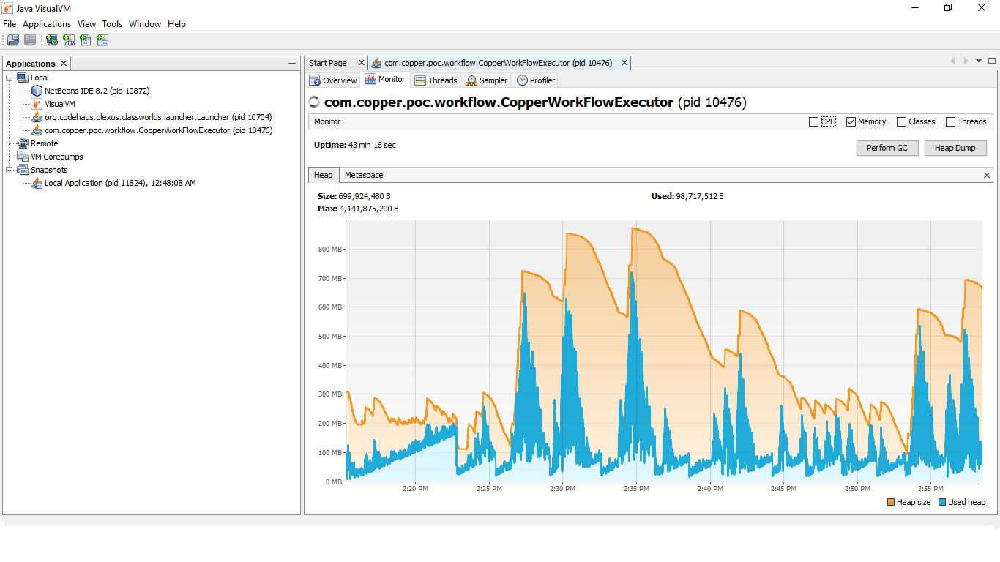 Java VisualVM
File Applications View Tools Window Help
Applications
Local
NetBeans IDE 8.2 (pid 10872)
VisualVM
org.codehaus.plexus.classworlds.launcher.Launcher (pid 10704)
com.copper.poc.workflow.CopperWorkFlowExecutor (pid 10476)
Remote
VM Coredumps
Snapshots
Local Application (pid 11824), 12:48:08 AM
Start Page com.copper.poc.workflow.CopperWorkFlowExecutor (pid 10476)
Overview Monitor Threads Sampler Profiler
com.copper.poc.workflow.CopperWorkFlowExecutor (pid 10476)
Monitor CPU Memory Classes Threads
Uptime: 43 min 16 sec
Perform GC Heap Dump
Heap Metaspace
Size: 699,924,480 B Used: 98,717,512 B
Max: 4,141,875,200 B
800 MB
700 MB
600 MB
500 MB
400 MB
300 MB
200 MB
100 MB
0 MB
2:20 PM 2:25 PM 2:30 PM 2:35 PM 2:40 PM 2:45 PM 2:50 PM 2:55 PM
Heap size Used heap